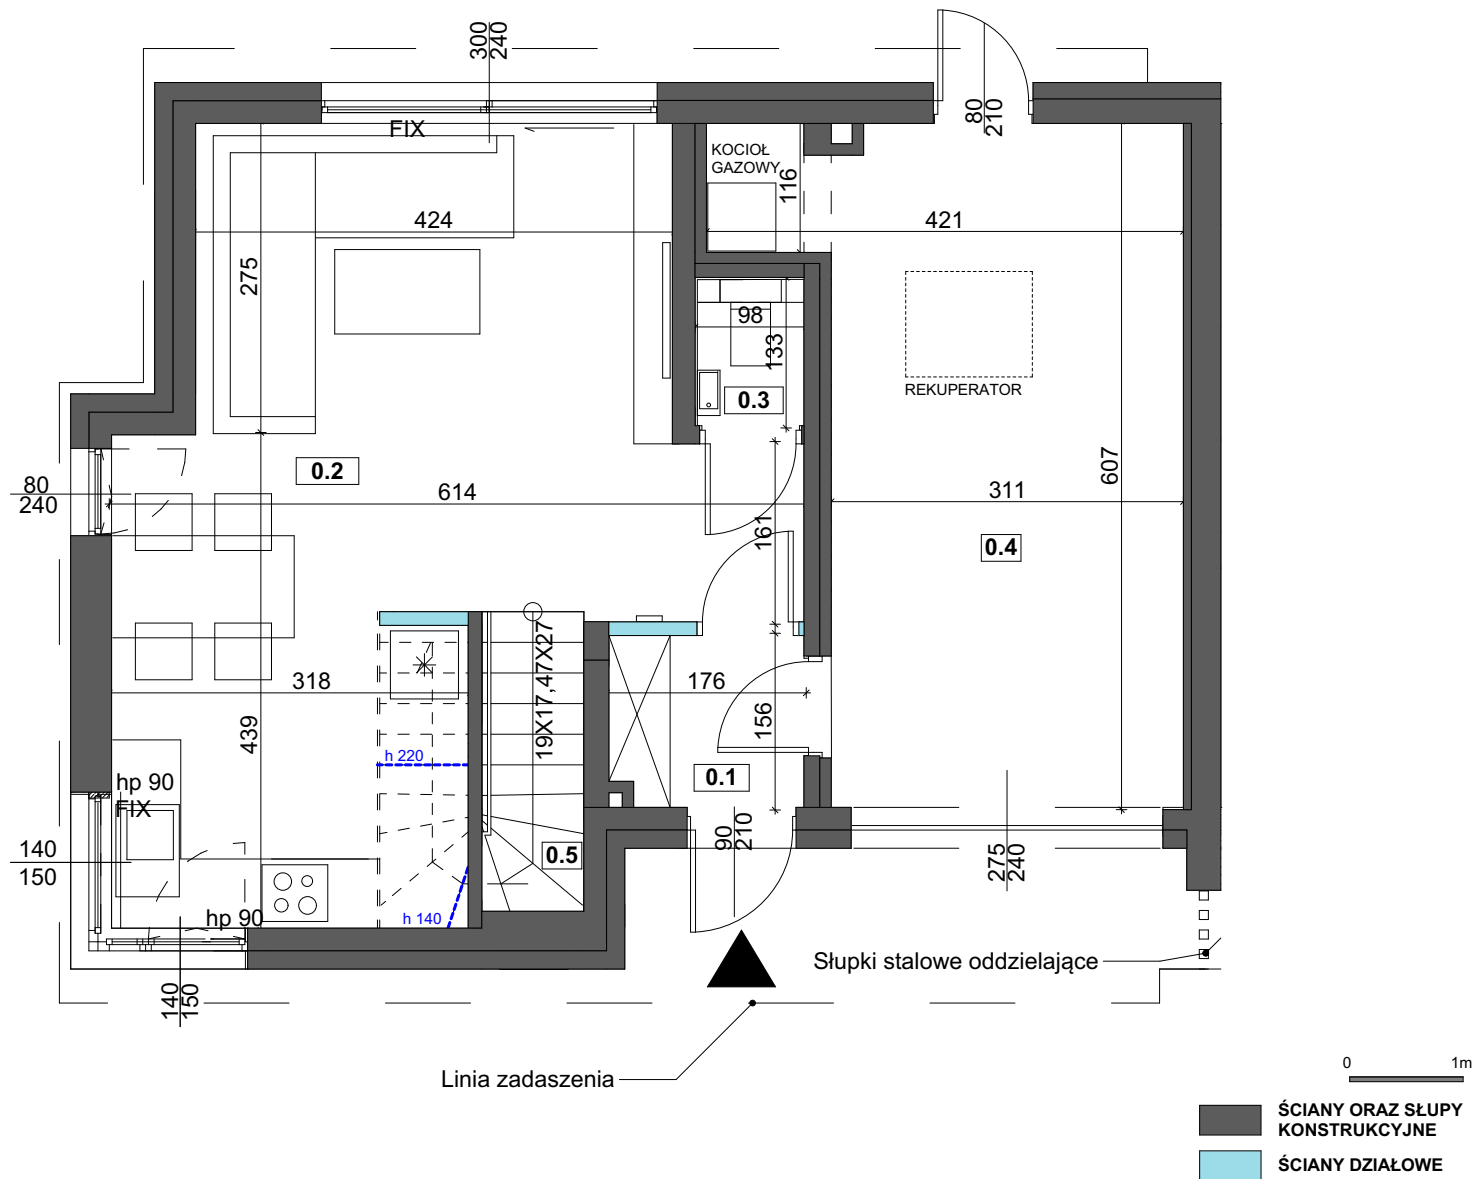 300
240
FIX
80
210
KOCIOŁ
GAZOWY
116
424
421
275
98
133
REKUPERATOR
0.3
0.2
80
240
614
607
311
161
0.4
19X17,47X27
318
176
439
156
h 220
0.1
hp 90
FIX
90
210
140
150
0.5
275
240
h 140
hp 90
140
150
Słupki stalowe oddzielające
Linia zadaszenia
0 1m
ŚCIANY ORAZ SŁUPY
KONSTRUKCYJNE
ŚCIANY DZIAŁOWE